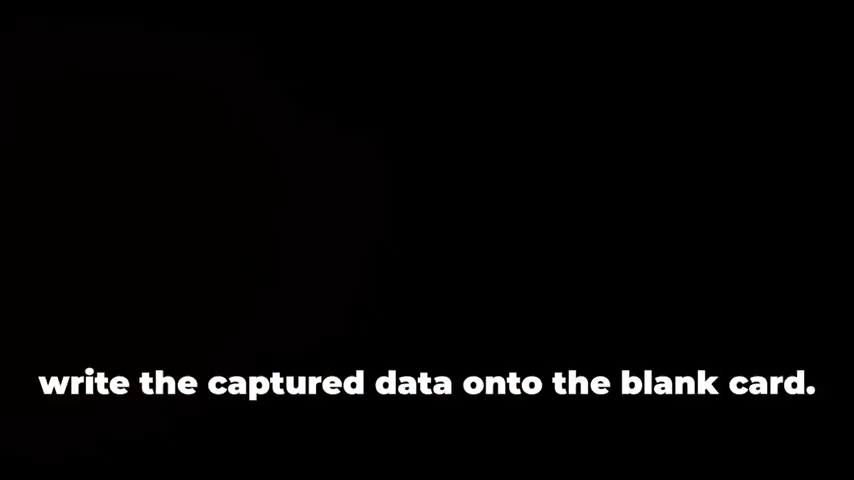 write the captured data onto the blank card.